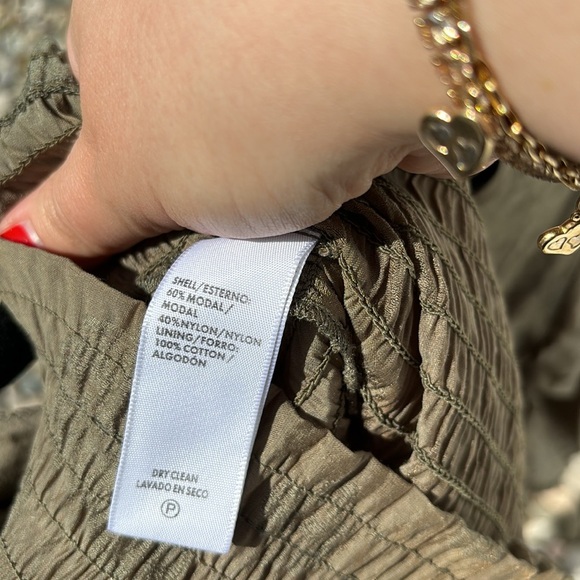 SHELL/ESTERNO:
60% MODAL/
MODAL
40%NYLON/NYLON
LINING/FORRO:
100% COTTON/
ALGODÓN
DRY CLEAN
LAVADO EN SECO
P